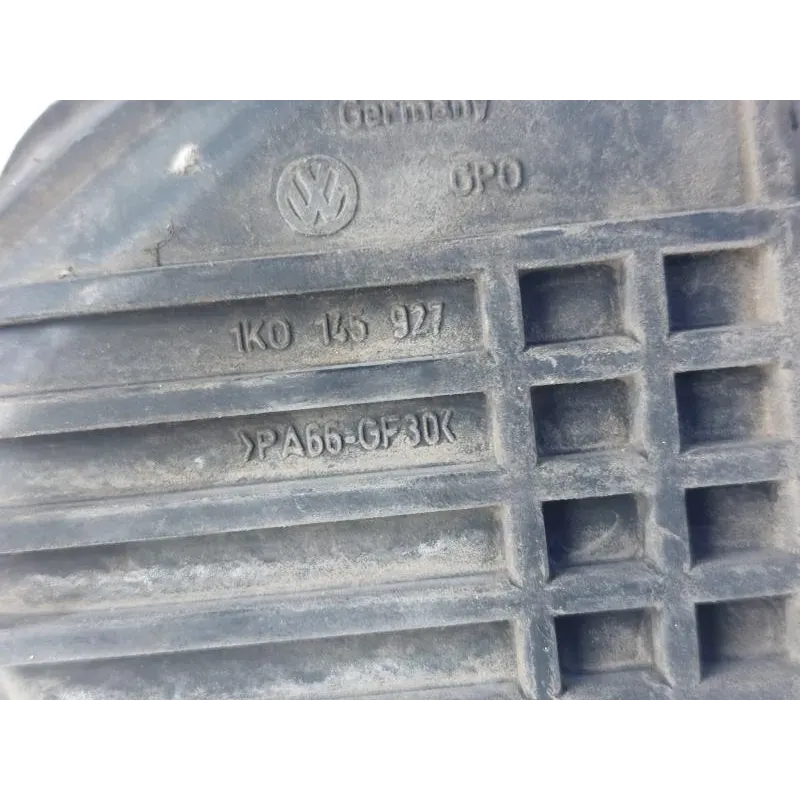 Germany
GPO
1K0 145 927
>PA66-GF30<